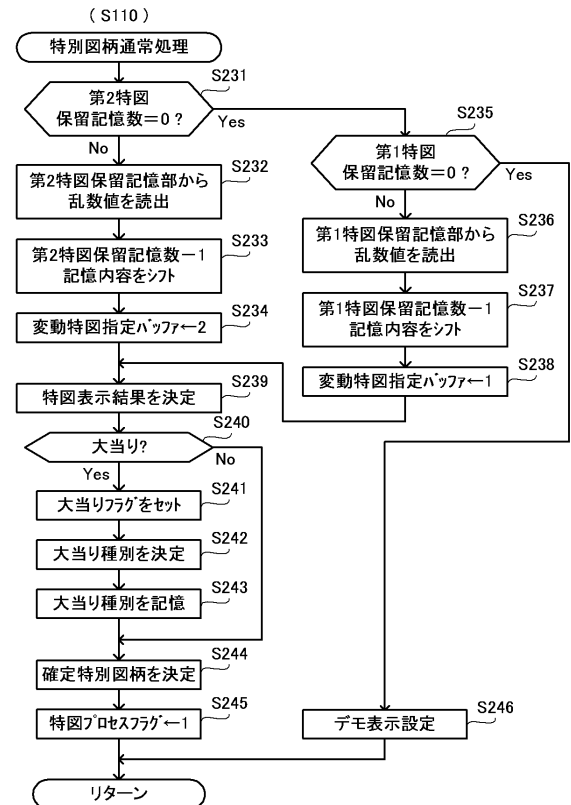 (S110)
特別図柄通常処理
S231
第2特図
保留記憶数=0?
Yes
No
S235
第1特図
保留記憶数=0?
Yes
No
S232
第2特図保留記憶部から
乱数値を読出
S236
第1特図保留記憶部から
乱数値を読出
S233
第2特図保留記憶数-1
記憶内容をシフト
S237
第1特図保留記憶数-1
記憶内容をシフト
S234
変動特図指定バッファ←2
S238
変動特図指定バッファ←1
S239
特図表示結果を決定
S240
大当り?
No
Yes
S241
大当りフラグをセット
S242
大当り種別を決定
S243
大当り種別を記憶
S244
確定特別図柄を決定
S245
特図プロセスフラグ←1
S246
デモ表示設定
リターン